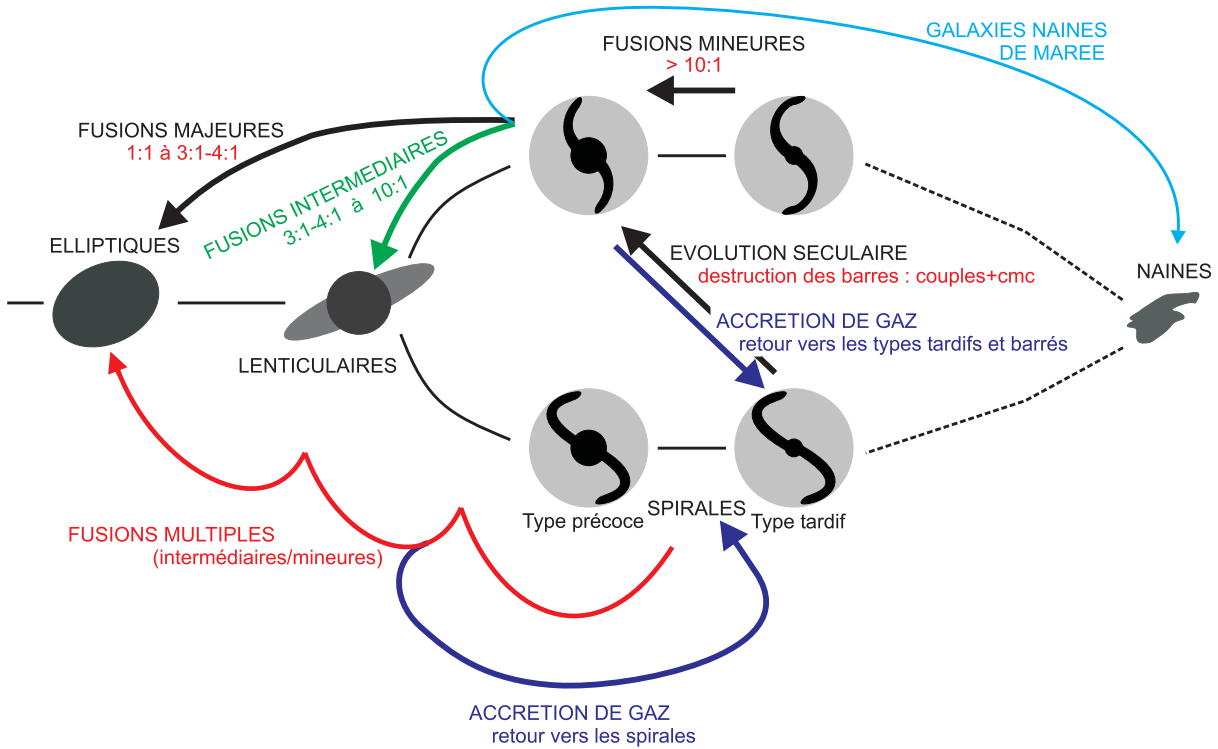 GALAXIES NAINES
DE MAREE
FUSIONS MINEURES
> 10:1
FUSIONS MAJEURES
1:1 à 3:1-4:1
FUSIONS INTERMEDIAIRES
3:1-4:1 à 10:1
ELLIPTIQUES
EVOLUTION SECULAIRE
destruction des barres : couples+cmc
NAINES
ACCRETION DE GAZ
retour vers les types tardifs et barrés
LENTICULAIRES
SPIRALES
Type précoce
Type tardif
FUSIONS MULTIPLES
(intermédiaires/mineures)
ACCRETION DE GAZ
retour vers les spirales